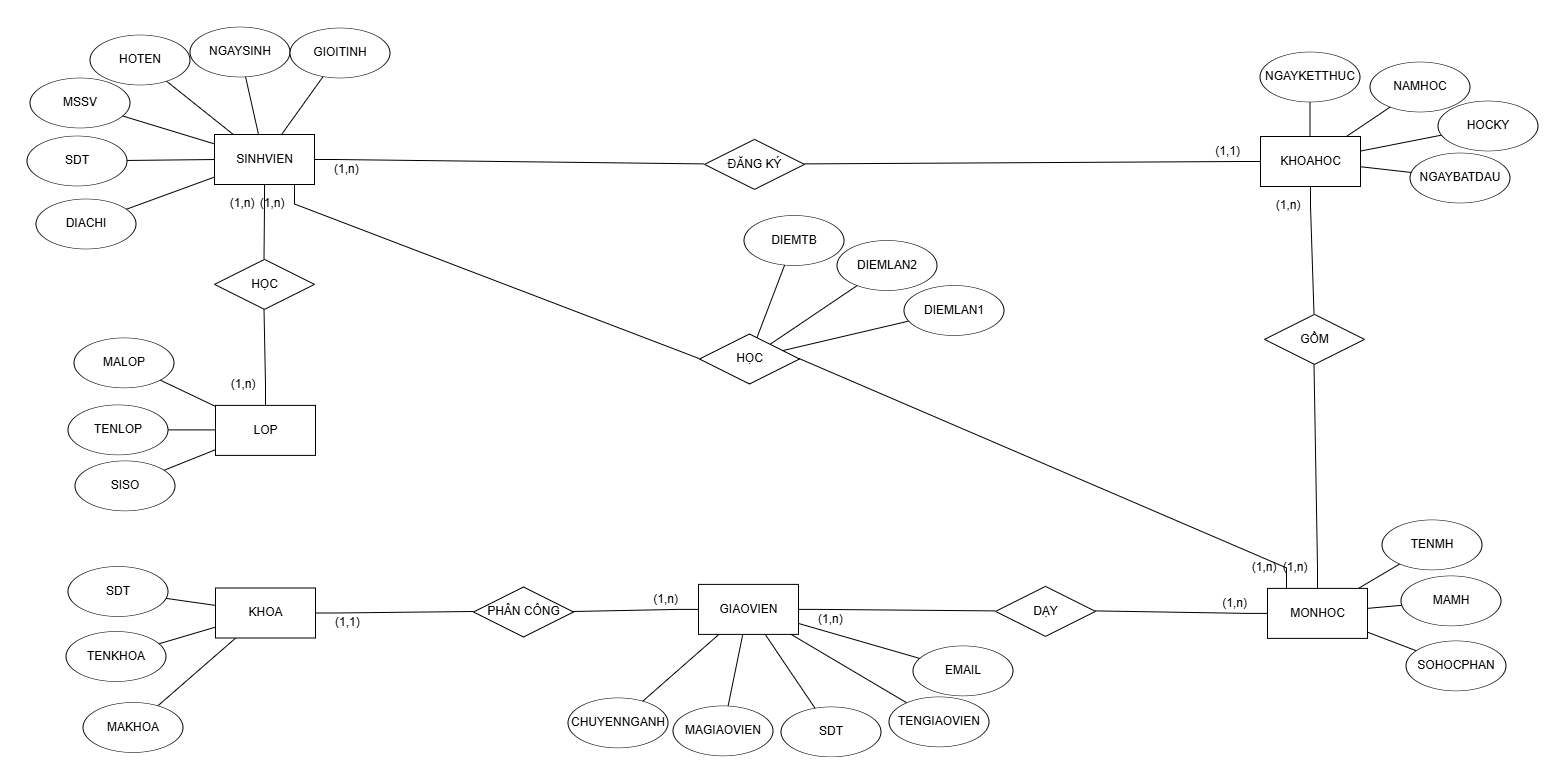 HOTEN
NGAYSINH
GIOITINH
MSSV
SDT
DIACHI
SINHVIEN
(1,n)
ĐĂNG KÝ
(1,1)
KHOAHOC
NGAYKETTHUC
NAMHOC
HOCKY
NGAYBATDAU
(1,n)
(1,n)
(1,n)
HỌC
DIEMTB
DIEMLAN2
DIEMLAN1
HỌC
GỒM
MALOP
TENLOP
SISO
(1,n)
LOP
SDT
TENKHOA
MAKHOA
KHOA
(1,1)
PHÂN CÔNG
(1,n)
GIAOVIEN
(1,n)
DẠY
(1,n)
(1,n)
(1,n)
MONHOC
TENMH
MAMH
SOHOCPHAN
EMAIL
CHUYENNGANH
MAGIAOVIEN
SDT
TENGIAOVIEN